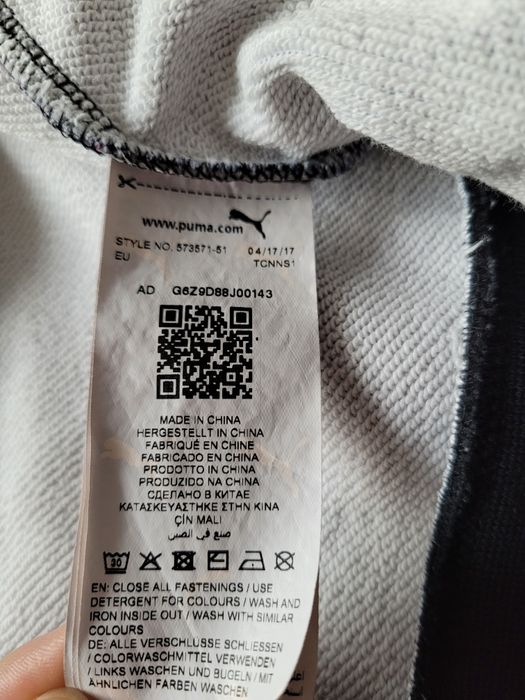 www.puma.com
STYLE NO. 573571-51 04/17/17
EU TCNNS1
AD G6Z9D88J00143
MADE IN CHINA
HERGESTELLT IN CHINA
FABRIQUÉ EN CHINE
FABRICADO EN CHINA
PRODOTTO IN CHINA
PRODUZIDO NA CHINA
СДЕЛАНО В КИТАЕ
ΚΑΤΑΣΚΕΥΑΣΤΗΚΕ ΣΤΗΝ ΚΙΝΑ
ÇİN MALI
صنع في الصين
30
EN: CLOSE ALL FASTENINGS / USE
DETERGENT FOR COLOURS / WASH AND
IRON INSIDE OUT / WASH WITH SIMILAR
COLOURS
DE: ALLE VERSCHLÜSSE SCHLIESSEN
/ COLORWASCHMITTEL VERWENDEN
/ LINKS WASCHEN UND BÜGELN / MIT
ÄHNLICHEN FARBEN WASCHEN